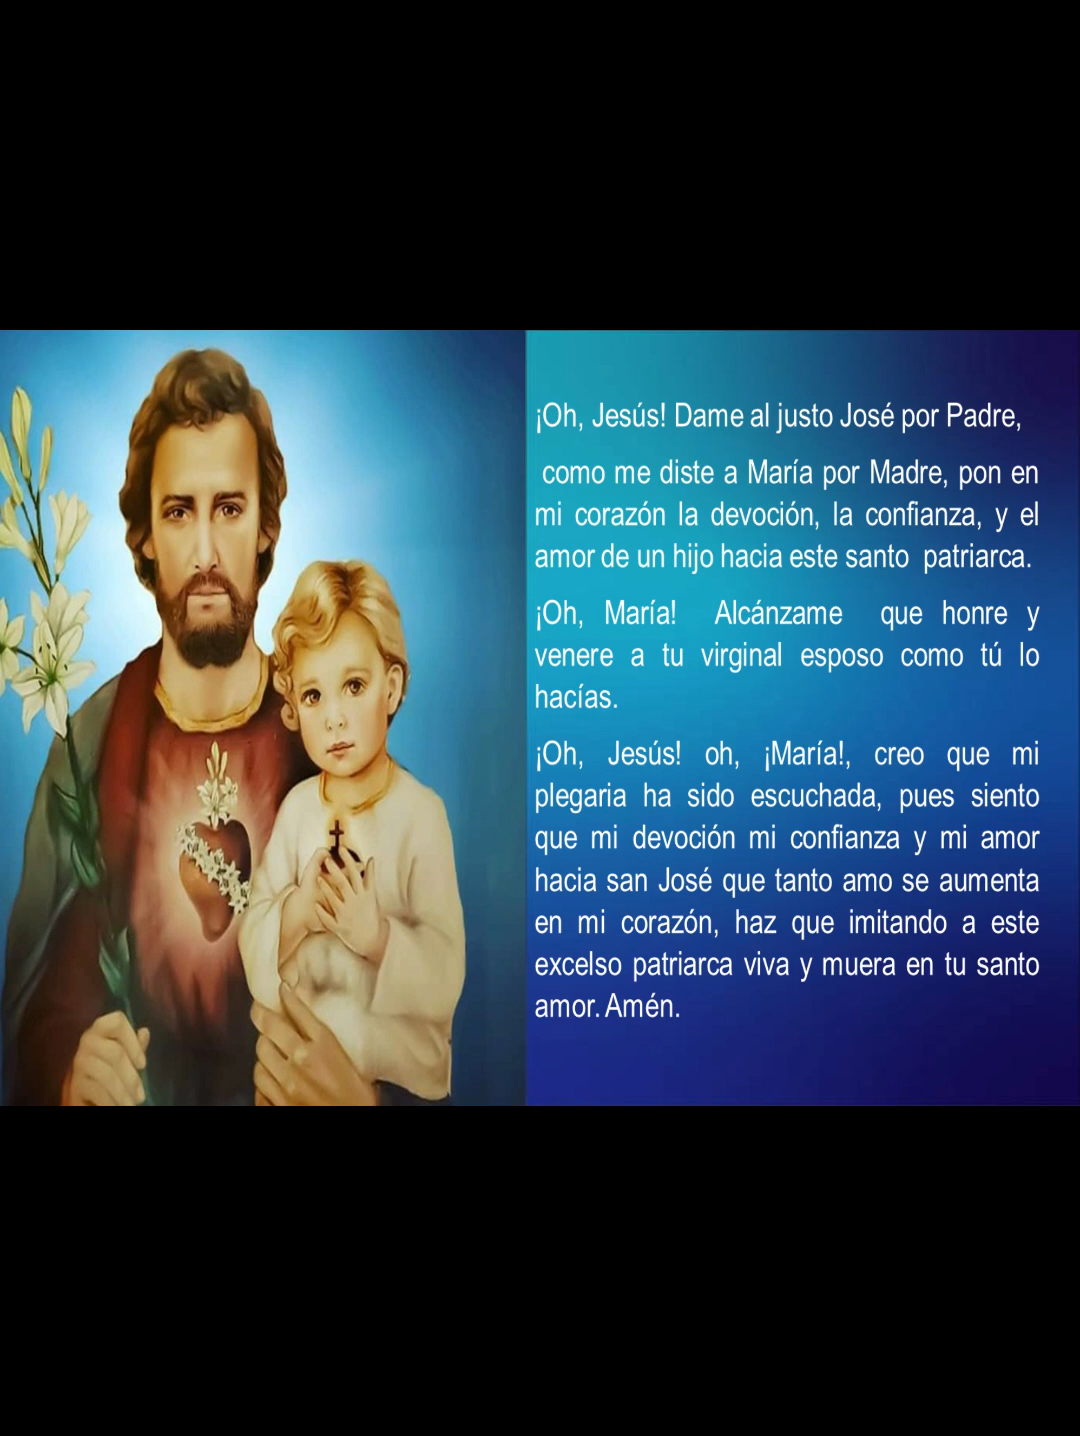 ¡Oh, Jesús! Dame al justo José por Padre,
como me diste a María por Madre, pon en
mi corazón la devoción, la confianza, y el
amor de un hijo hacia este santo patriarca.
¡Oh, María! Alcánzame que honre y
venere a tu virginal esposo como tú lo
hacías.
¡Oh, Jesús! oh, ¡María!, creo que mi
plegaria ha sido escuchada, pues siento
que mi devoción mi confianza y mi amor
hacia san José que tanto amo se aumenta
en mi corazón, haz que imitando a este
excelso patriarca viva y muera en tu santo
amor. Amén.